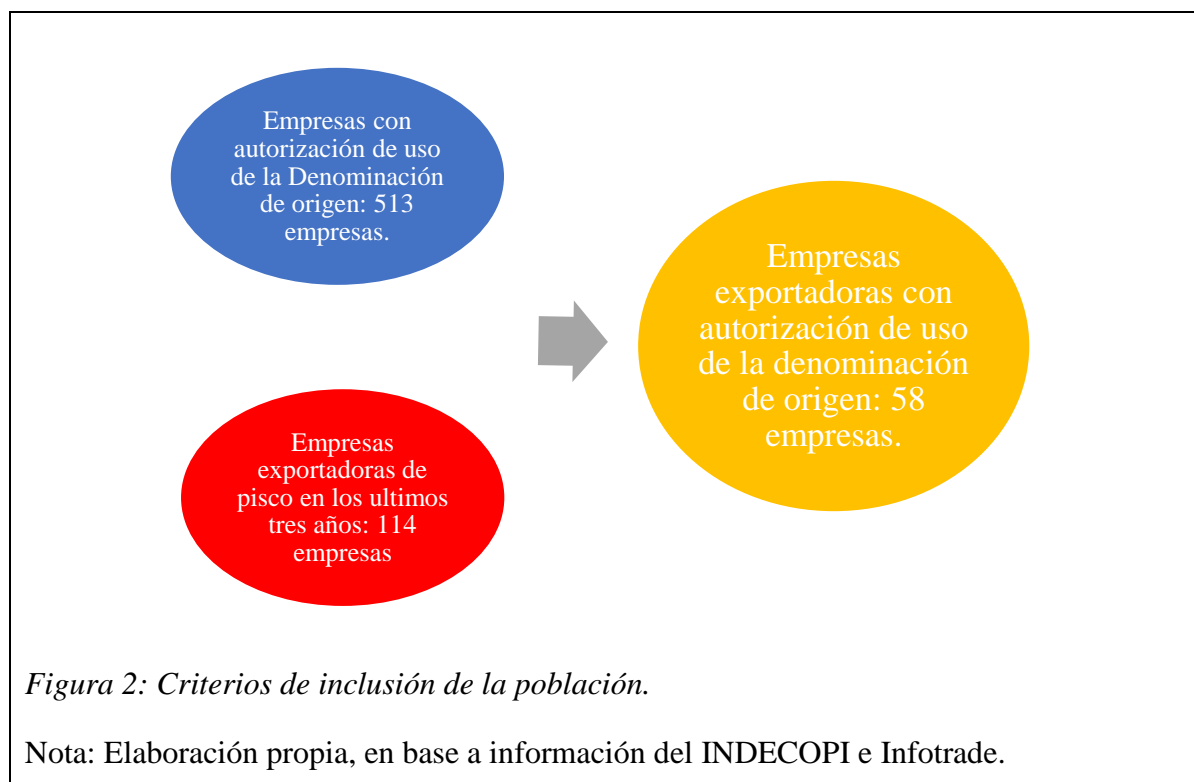 Empresas con
autorización de uso
de la Denominación
de origen: 513
empresas.
Empresas
exportadoras de
pisco en los ultimos
tres años: 114
empresas
Empresas
exportadoras con
autorización de uso
de la denominación
de origen: 58
empresas.
Figura 2: Criterios de inclusión de la población.
Nota: Elaboración propia, en base a información del INDECOPI e Infotrade.